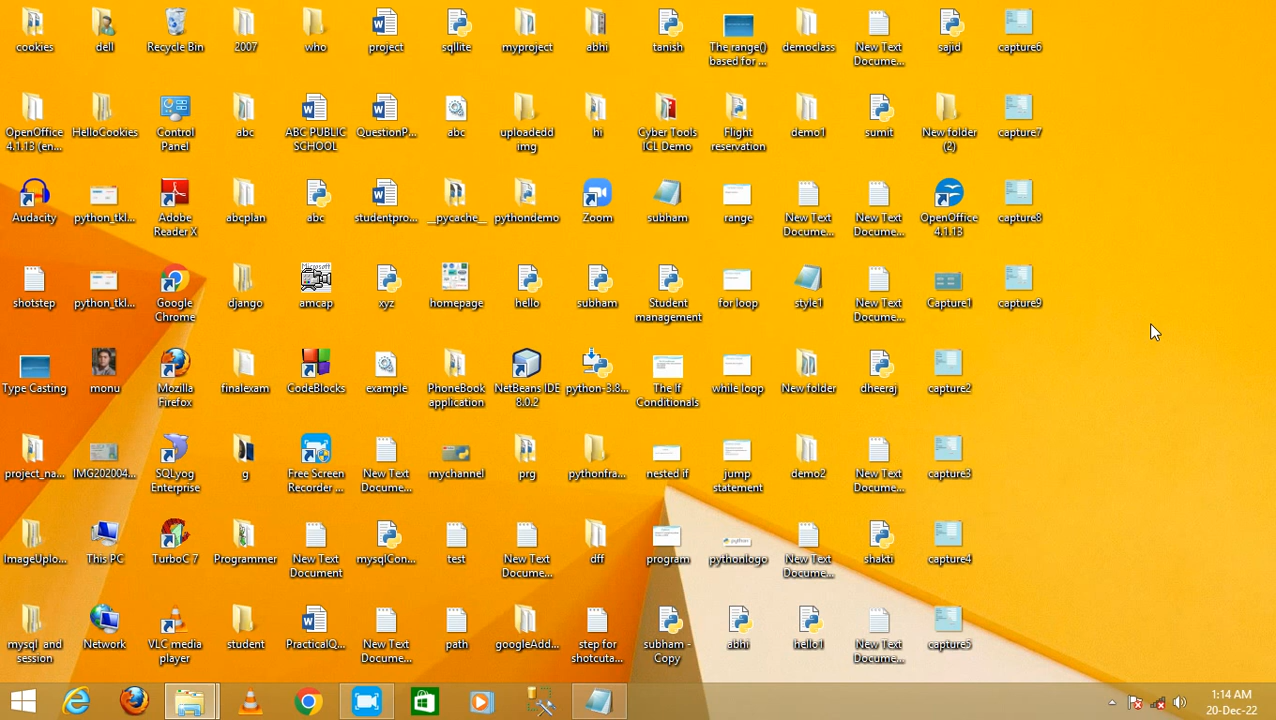 cookies
dell
Recycle Bin
2007
who
project
sqllite
myproject
abhi
tanish
The range()
based for ...
democlass
New Text
Docume...
sajid
capture6
OpenOffice
4.1.13 (en...
HelloCookies
Control
Panel
abc
ABC PUBLIC
SCHOOL
QuestionP...
abc
uploadedd
img
hi
Cyber Tools
ICL Demo
Flight
reservation
demo1
sumit
New folder
(2)
capture7
Audacity
python_tkI...
Adobe
Reader X
abcplan
abc
studentpro...
__pycache__
pythondemo
Zoom
subham
range
New Text
Docume...
New Text
Docume...
OpenOffice
4.1.13
capture8
shotstep
python_tkI...
Google
Chrome
django
Microsoft
amcap
xyz
homepage
hello
subham
Student
management
for loop
style1
New Text
Docume...
Capture1
capture9
Type Casting
monu
Mozilla
Firefox
finalexam
CodeBlocks
example
PhoneBook
application
NetBeans IDE
8.0.2
python-3.8...
The If
Conditionals
while loop
New folder
dheeraj
capture2
project_na...
IMG202004...
SQLyog
Enterprise
g
Free Screen
Recorder ...
New Text
Docume...
mychannel
prg
pythonfra...
nested if
jump
statement
demo2
New Text
Docume...
capture3
ImageUplo...
This PC
TurboC 7
Programmer
New Text
Document
mysqlCon...
test
New Text
Docume...
dff
program
python
pythonlogo
New Text
Docume...
shakti
capture4
mysql and
session
Network
VLC media
player
student
PracticalQ...
New Text
Docume...
path
googleAdd...
step for
shotcuta...
subham -
Copy
abhi
hello1
New Text
Docume...
capture5
1:14 AM
20-Dec-22